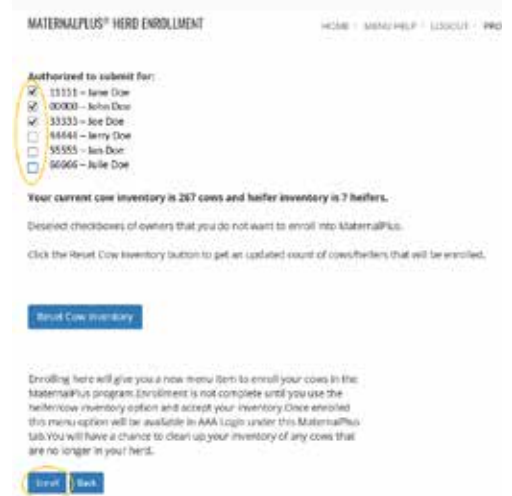 MATERNALPLUS® HERD ENROLLMENT
HOME MENU HELP LOGOUT PRO
Authorized to submit for:
11111 – Jane Doe
00000 – John Doe
33333 – Joe Doe
44444 – Jerry Doe
55555 – Jan Doe
66666 – Julie Doe
Your current cow inventory is 267 cows and heifer inventory is 7 heifers.
Deselect checkboxes of owners that you do not want to enroll into MaternalPlus.
Click the Reset Cow Inventory button to get an updated count of cows/heifers that will be enrolled.
Reset Cow Inventory
Enrolling here will give you a new menu item to enroll your cows in the
MaternalPlus program.Enrollment is not complete until you use the
heifer/cow inventory option and accept your inventory.Once enrolled
this menu option will be available in AAA Login under this MaternalPlus
tab.You will have a chance to clean up your inventory of any cows that
are no longer in your herd.
Enroll Back